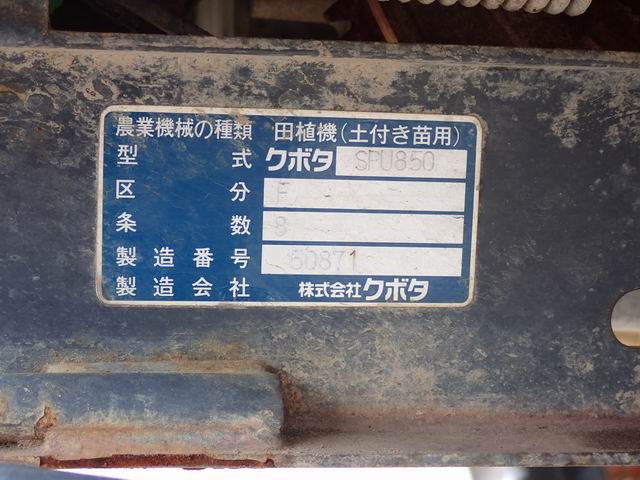 農業機械の種類 田植機(土付き苗用)
型式 クボタ SPU850
区分 F
条数 8
製造番号 50871
製造会社 株式会社クボタ